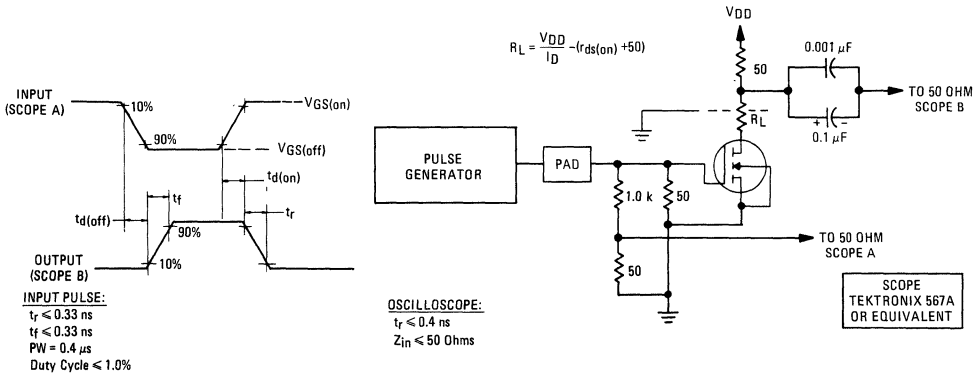 INPUT
(SCOPE A)
10%
90%
VGS(on)
VGS(off)
td(on)
tf
tr
td(off)
90%
10%
OUTPUT
(SCOPE B)
INPUT PULSE:
tr ≤ 0.33 ns
tf ≤ 0.33 ns
PW = 0.4 μs
Duty Cycle ≤ 1.0%
RL = VDD/ID –(rds(on) +50)
VDD
50
0.001 μF
TO 50 OHM
SCOPE B
+ –
0.1 μF
RL
PULSE
GENERATOR
PAD
1.0 k
50
TO 50 OHM
SCOPE A
50
OSCILLOSCOPE:
tr ≤ 0.4 ns
Zin ≤ 50 Ohms
SCOPE
TEKTRONIX 567A
OR EQUIVALENT